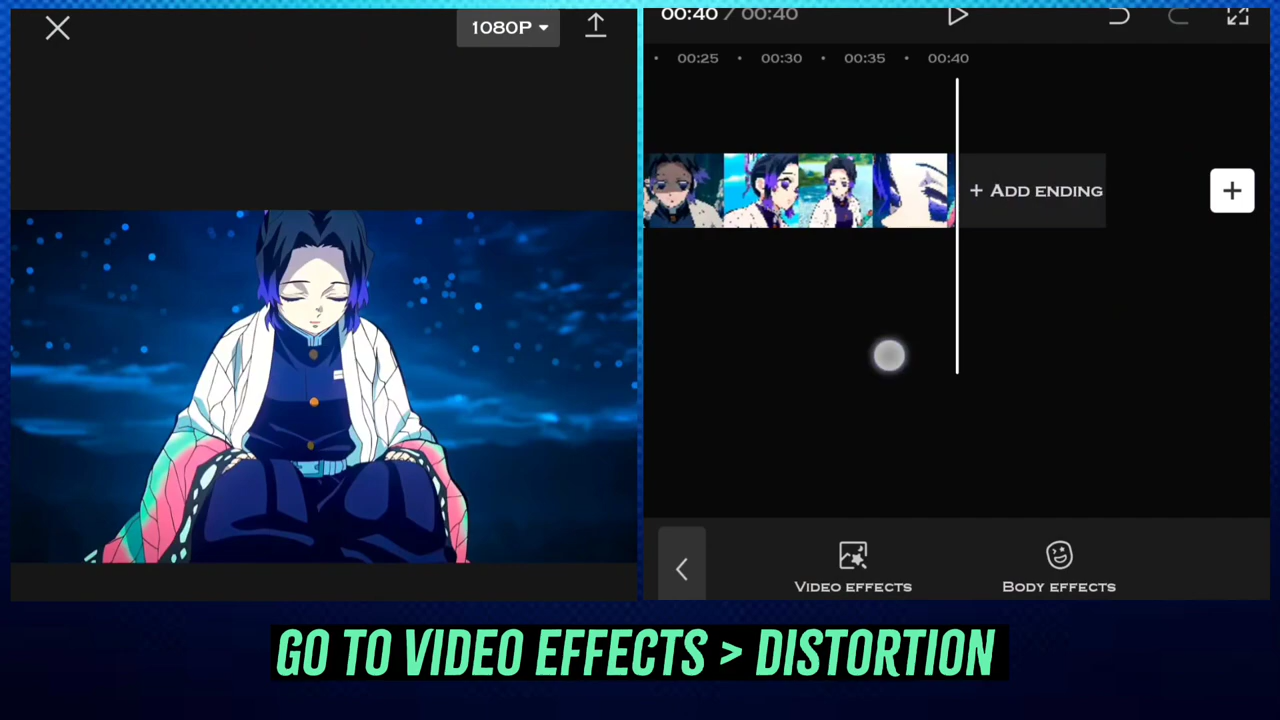 1080P
00:40 / 00:40
00:25 00:30 00:35 00:40
+ ADD ENDING
VIDEO EFFECTS
BODY EFFECTS
GO TO VIDEO EFFECTS > DISTORTION